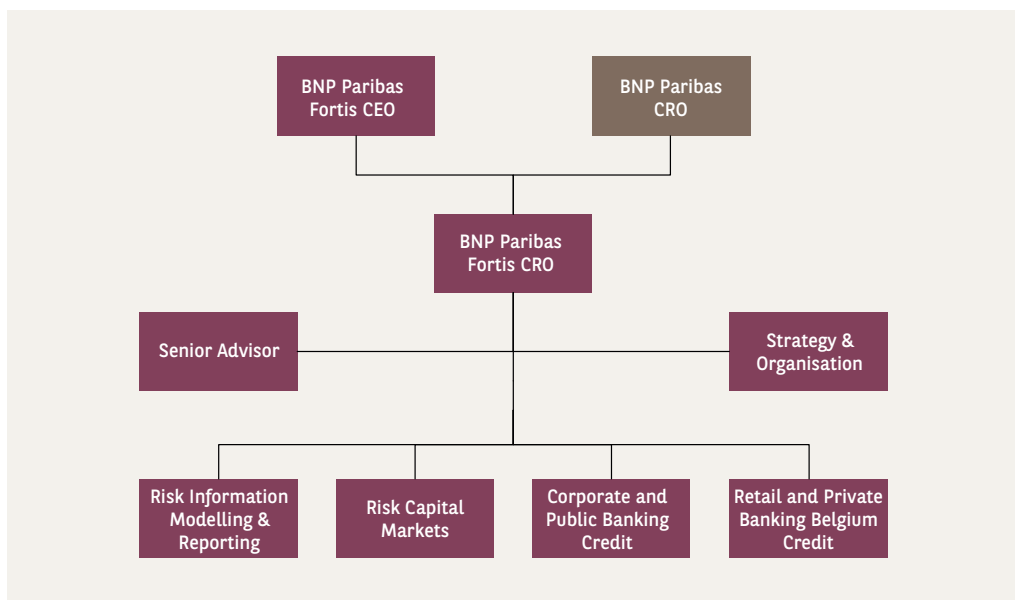 BNP Paribas
Fortis CEO
BNP Paribas
CRO
BNP Paribas
Fortis CRO
Senior Advisor
Strategy &
Organisation
Risk Information
Modelling &
Reporting
Risk Capital
Markets
Corporate and
Public Banking
Credit
Retail and Private
Banking Belgium
Credit